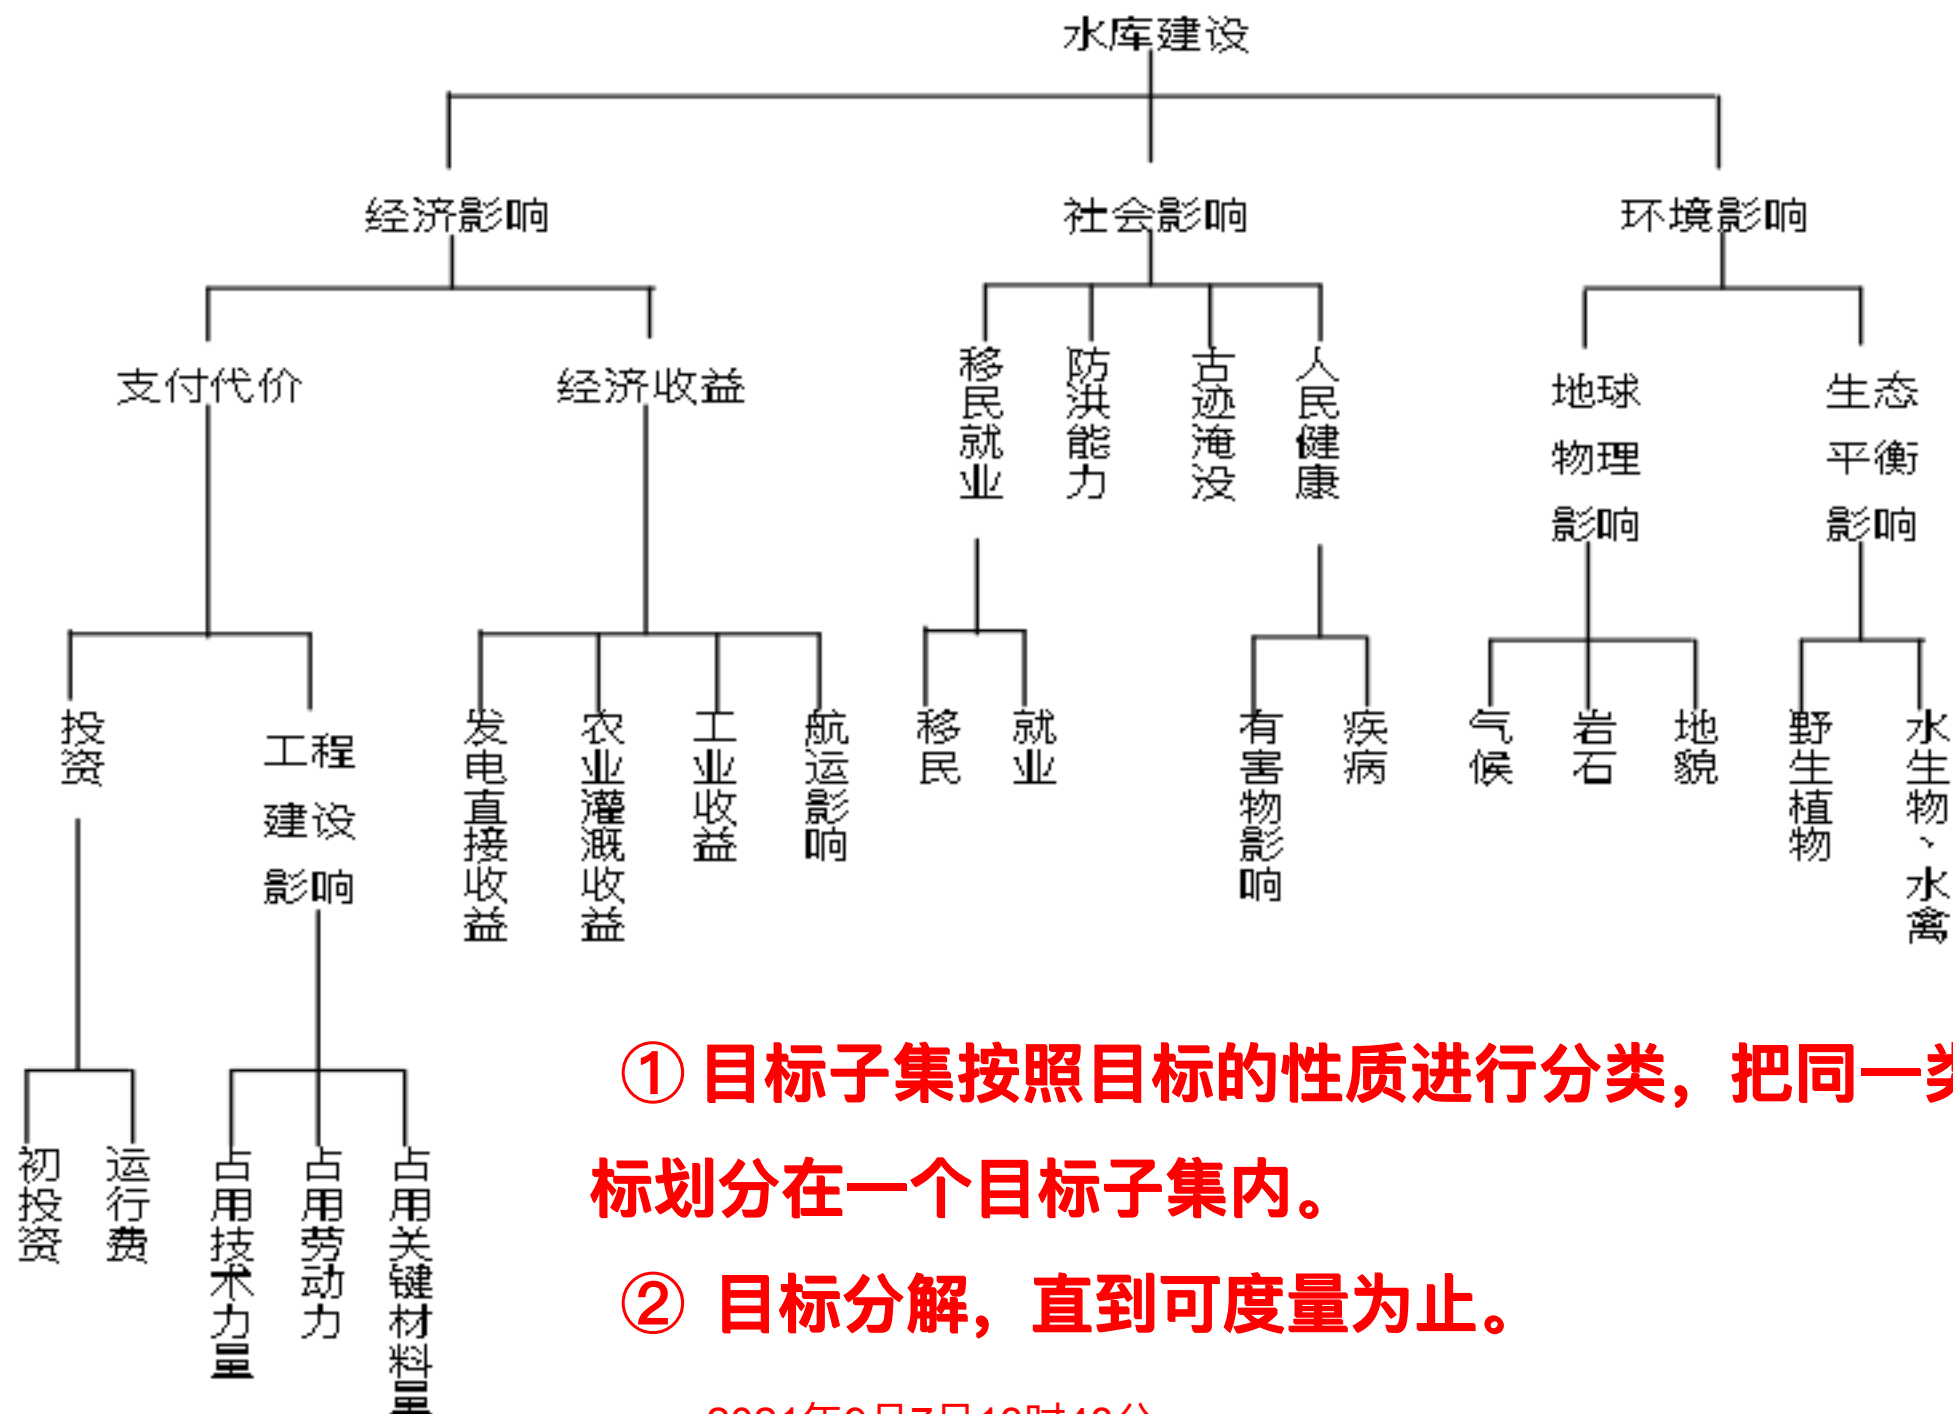 水库建设
经济影响
社会影响
环境影响
支付代价
经济收益
移民就业
防洪能力
古迹淹没
人民健康
地球
物理
影响
生态
平衡
影响
投资
工程
建设
影响
发电直接收益
农业灌溉收益
工业收益
航运影响
移民
就业
有害物影响
疾病
气候
岩石
地貌
野生植物
水生物、水禽
初投资
运行费
占用技术力量
占用劳动力
占用关键材料量
① 目标子集按照目标的性质进行分类，把同一类
标划分在一个目标子集内。
② 目标分解，直到可度量为止。